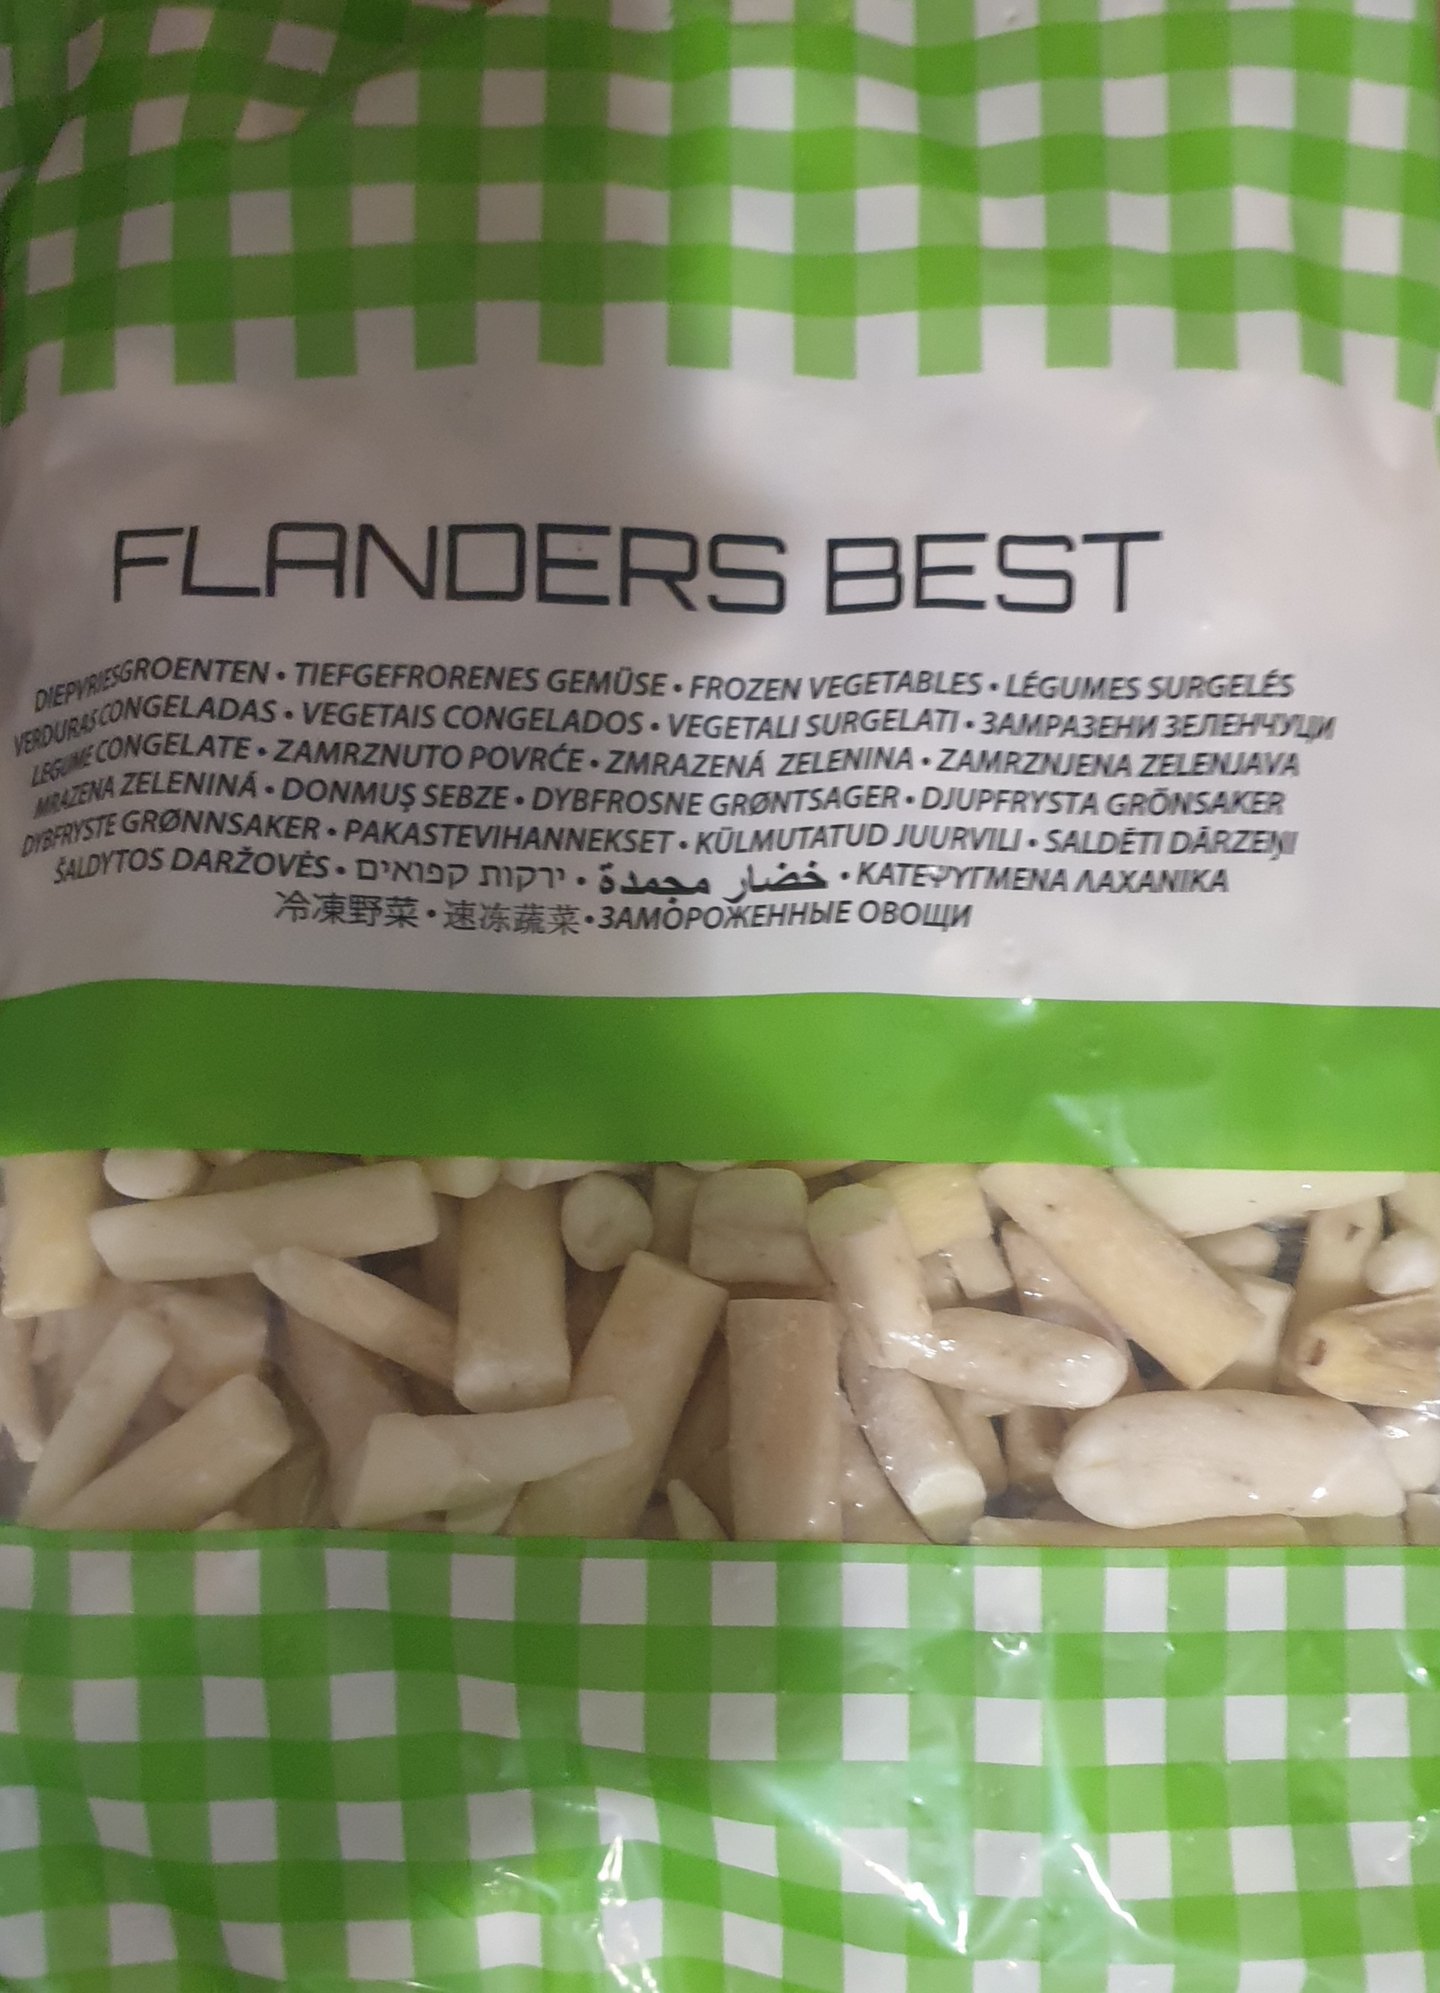 FLANDERS BEST
DIEPVRIESGROENTEN • TIEFGEFRORENES GEMÜSE • FROZEN VEGETABLES • LÉGUMES SURGELÉS
VERDURAS CONGELADAS • VEGETAIS CONGELADOS • VEGETALI SURGELATI • ЗАМРАЗЕНИ ЗЕЛЕНЧУЦИ
LEGUME CONGELATE • ZAMRZNUTO POVRĆE • ZMRAZENÁ ZELENINA • ZAMRZNJENA ZELENJAVA
MRAZENA ZELENINÁ • DONMUŞ SEBZE • DYBFROSNE GRØNTSAGER • DJUPFRYSTA GRÖNSAKER
DYBFRYSTE GRØNNSAKER • PAKASTEVIHANNEKSET • KÜLMUTATUD JUURVILI • SALDĒTI DĀRZEŅI
ŠALDYTOS DARŽOVĖS • ירקות קפואים • خضار مجمدة • ΚΑΤΕΨΥΓΜΕΝΑ ΛΑΧΑΝΙΚΑ
冷凍野菜 • 速冻蔬菜 • ЗАМОРОЖЕННЫЕ ОВОЩИ